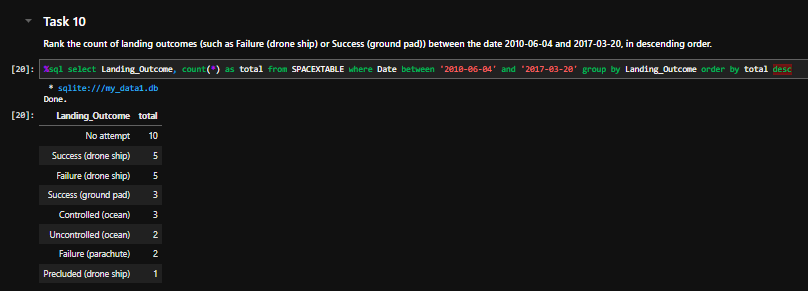 Task 10
Rank the count of landing outcomes (such as Failure (drone ship) or Success (ground pad)) between the date 2010-06-04 and 2017-03-20, in descending order.
[20]: %sql select Landing_Outcome, count(*) as total from SPACEXTABLE where Date between '2010-06-04' and '2017-03-20' group by Landing_Outcome order by total desc
* sqlite:///my_data1.db
Done.
[20]: Landing_Outcome total
No attempt 10
Success (drone ship) 5
Failure (drone ship) 5
Success (ground pad) 3
Controlled (ocean) 3
Uncontrolled (ocean) 2
Failure (parachute) 2
Precluded (drone ship) 1